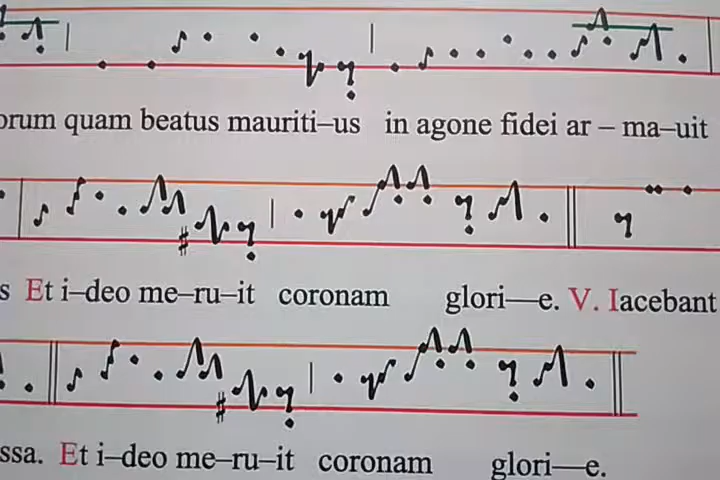 orum quam beatus mauriti–us in agone fidei ar – ma–uit
s Et i–deo me–ru–it coronam glori—e. V. Iacebant
ssa. Et i–deo me–ru–it coronam glori—e.